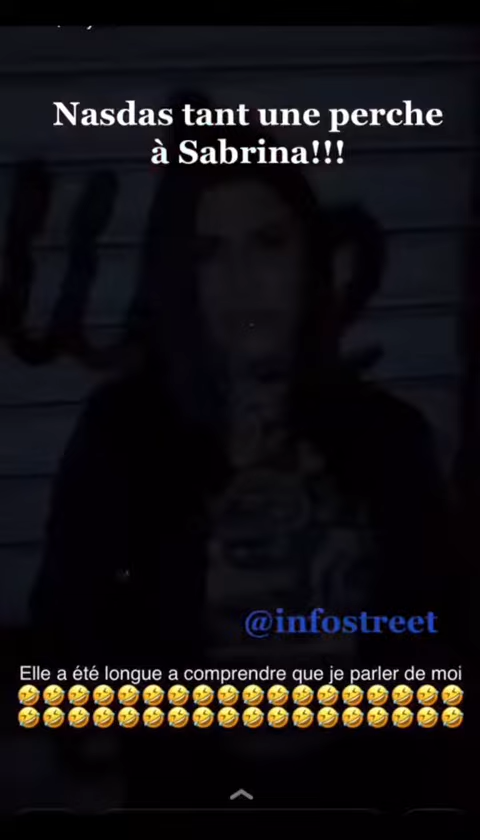 Nasdas tant une perche
à Sabrina!!!
@infostreet
Elle a été longue a comprendre que je parler de moi
🤣🤣🤣🤣🤣🤣🤣🤣🤣🤣🤣🤣🤣🤣🤣🤣🤣🤣
🤣🤣🤣🤣🤣🤣🤣🤣🤣🤣🤣🤣🤣🤣🤣🤣🤣🤣